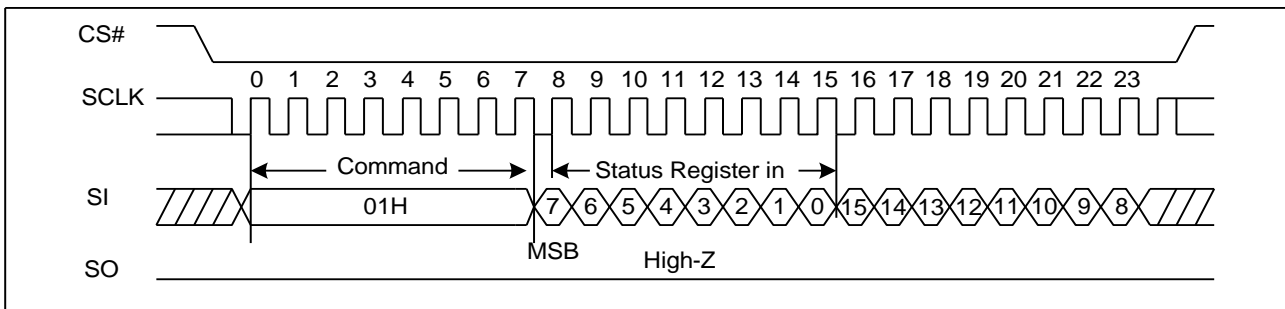 CS#
0 1 2 3 4 5 6 7 8 9 10 11 12 13 14 15 16 17 18 19 20 21 22 23
SCLK
Command Status Register in
SI 01H 7 6 5 4 3 2 1 0 15 14 13 12 11 10 9 8
MSB High-Z
SO